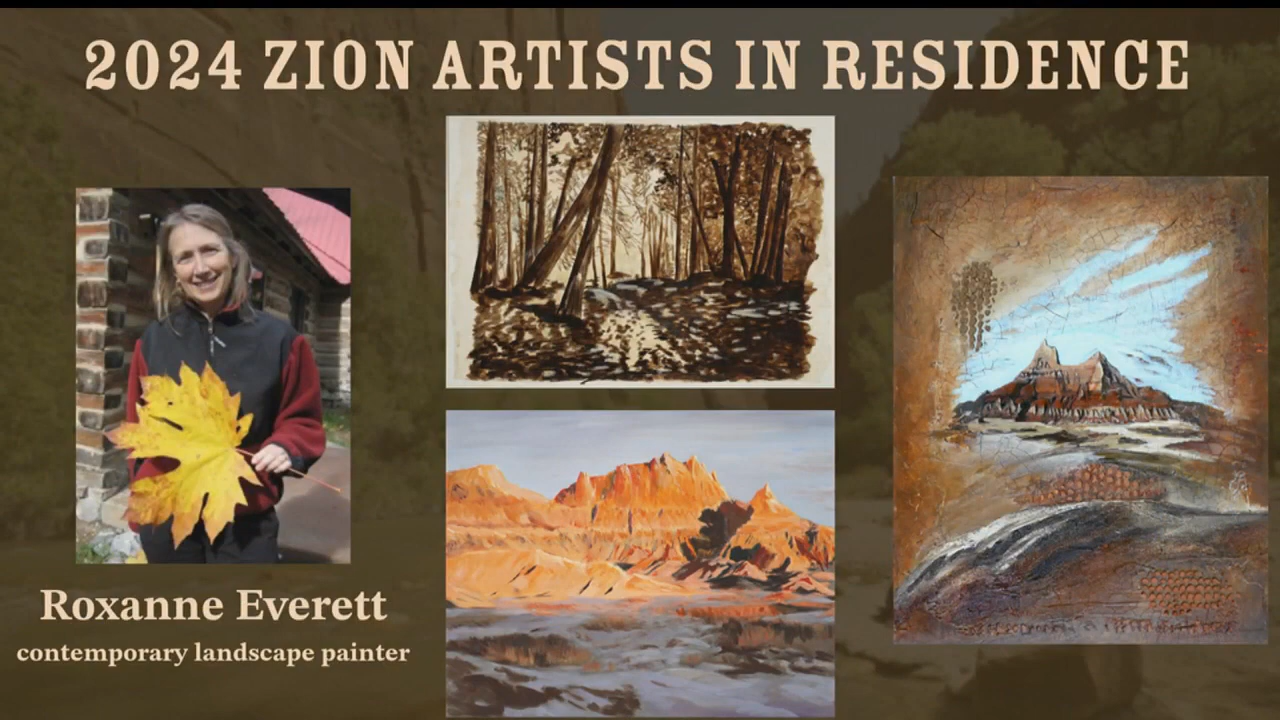 2024 ZION ARTISTS IN RESIDENCE
Roxanne Everett
contemporary landscape painter